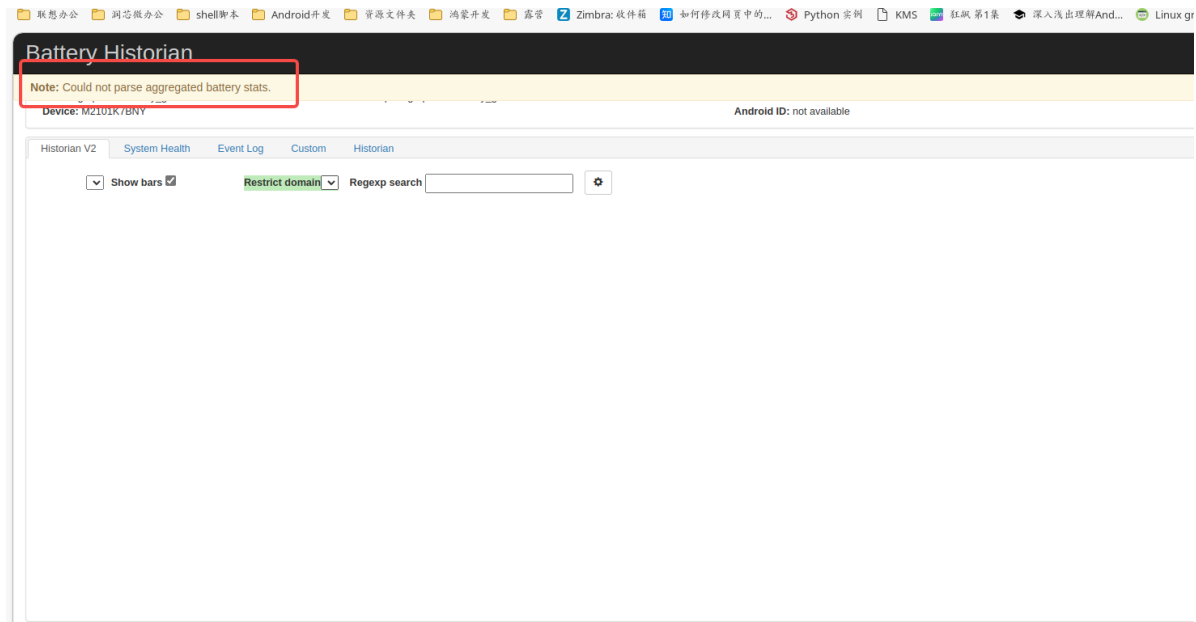 联想办公 润芯微办公 shell脚本 Android开发 资源文件夹 鸿蒙开发 露营 Z Zimbra: 收件箱 知 如何修改网页中的... Python 实例 KMS 狂飙 第1集 深入浅出理解And... Linux gr
Battery Historian
Note: Could not parse aggregated battery stats.
Device: M2101K7BNY Android ID: not available
Historian V2 System Health Event Log Custom Historian
Show bars Restrict domain Regexp search